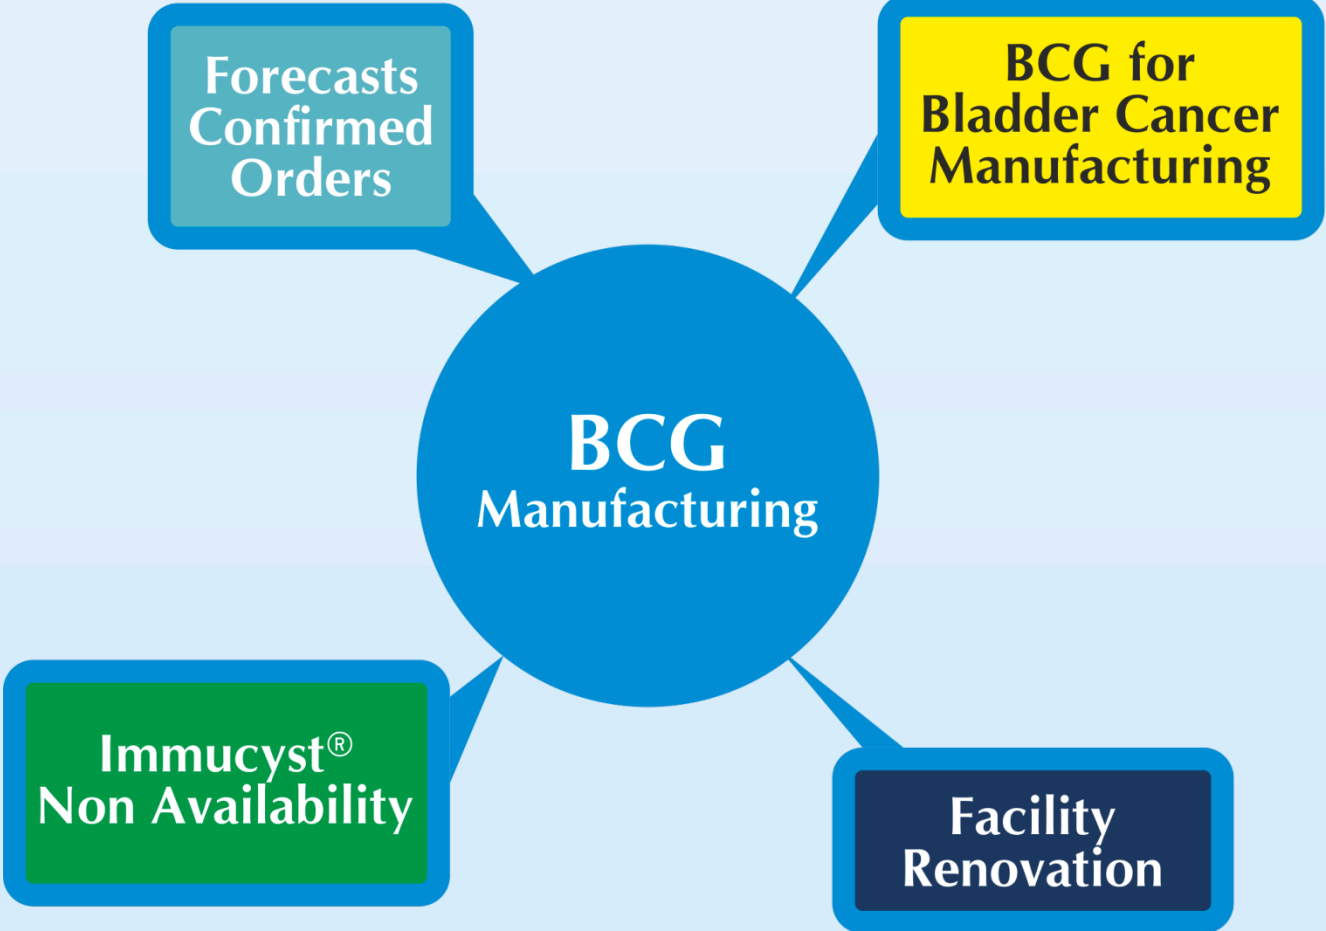 Forecasts
Confirmed
Orders
BCG for
Bladder Cancer
Manufacturing
BCG
Manufacturing
Immucyst®
Non Availability
Facility
Renovation